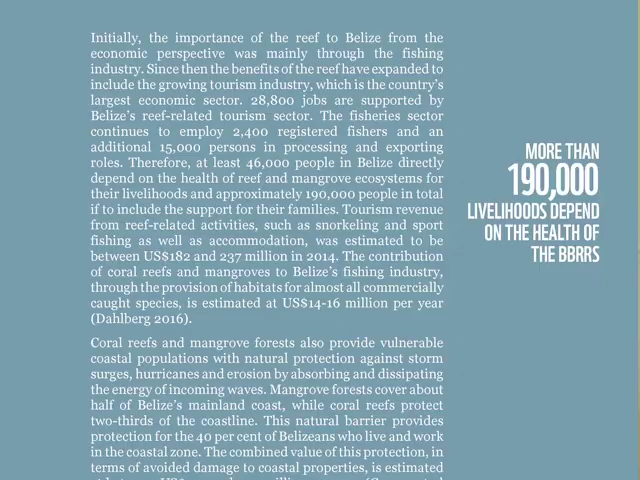 Initially, the importance of the reef to Belize from the
economic perspective was mainly through the fishing
industry. Since then the benefits of the reef have expanded to
include the growing tourism industry, which is the country's
largest economic sector. 28,800 jobs are supported by
Belize's reef-related tourism sector. The fisheries sector
continues to employ 2,400 registered fishers and an
additional 15,000 persons in processing and exporting
roles. Therefore, at least 46,000 people in Belize directly
depend on the health of reef and mangrove ecosystems for
their livelihoods and approximately 190,000 people in total
if to include the support for their families. Tourism revenue
from reef-related activities, such as snorkeling and sport
fishing as well as accommodation, was estimated to be
between US$182 and 237 million in 2014. The contribution
of coral reefs and mangroves to Belize's fishing industry,
through the provision of habitats for almost all commercially
caught species, is estimated at US$14-16 million per year
(Dahlberg 2016).
Coral reefs and mangrove forests also provide vulnerable
coastal populations with natural protection against storm
surges, hurricanes and erosion by absorbing and dissipating
the energy of incoming waves. Mangrove forests cover about
half of Belize's mainland coast, while coral reefs protect
two-thirds of the coastline. This natural barrier provides
protection for the 40 per cent of Belizeans who live and work
in the coastal zone. The combined value of this protection, in
terms of avoided damage to coastal properties, is estimated
MORE THAN
190,000
LIVELIHOODS DEPEND
ON THE HEALTH OF
THE BBRRS